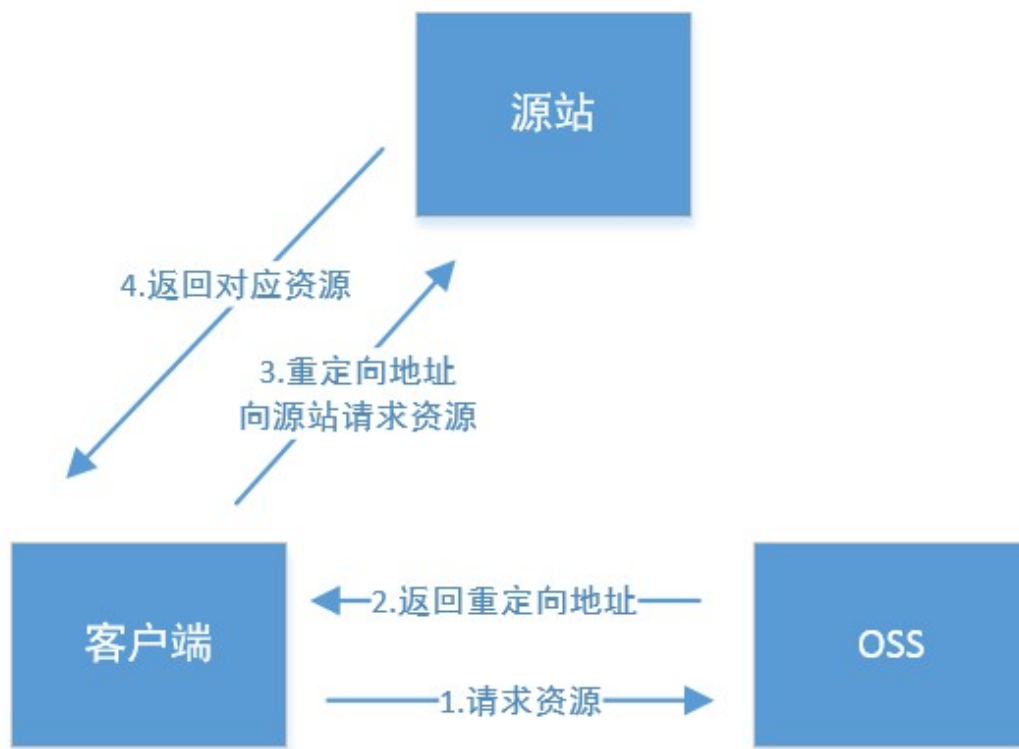 源站
4.返回对应资源
3.重定向地址
向源站请求资源
2.返回重定向地址
客户端
OSS
1.请求资源